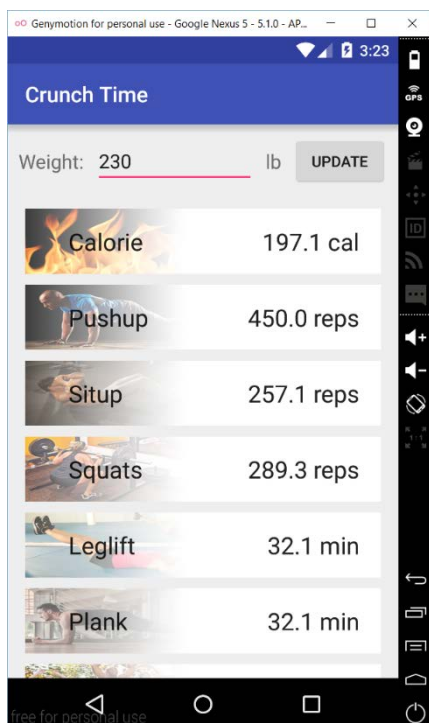 Genymotion for personal use - Google Nexus 5 - 5.1.0 - AP...
3:23
Crunch Time
Weight: 230 lb UPDATE
GPS
ID
Calorie 197.1 cal
Pushup 450.0 reps
Situp 257.1 reps
Squats 289.3 reps
1:1
Leglift 32.1 min
Plank 32.1 min
free for personal use